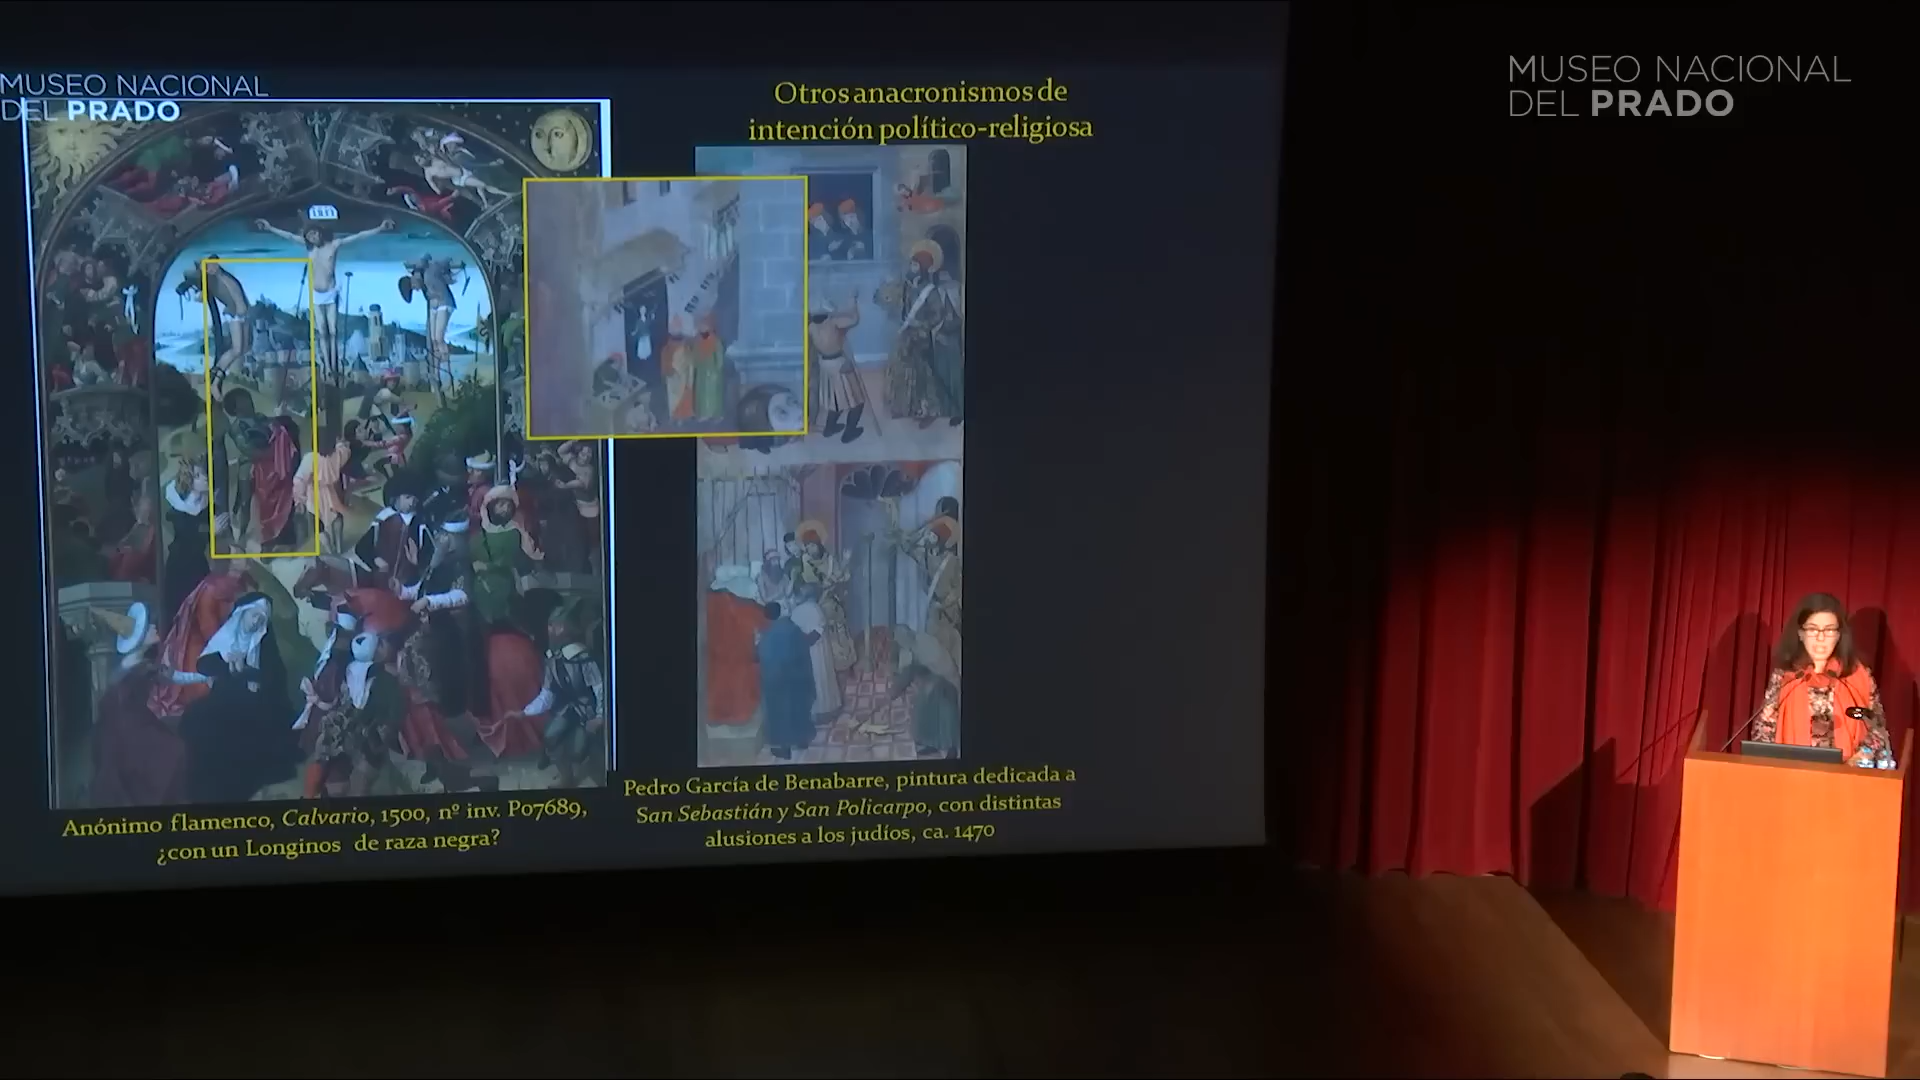 MUSEO NACIONAL
DEL PRADO
Otros anacronismos de
intención político-religiosa
Anónimo flamenco, Calvario, 1500, nº inv. P07689,
¿con un Longinos de raza negra?
Pedro García de Benabarre, pintura dedicada a
San Sebastián y San Policarpo, con distintas
alusiones a los judíos, ca. 1470
MUSEO NACIONAL
DEL PRADO